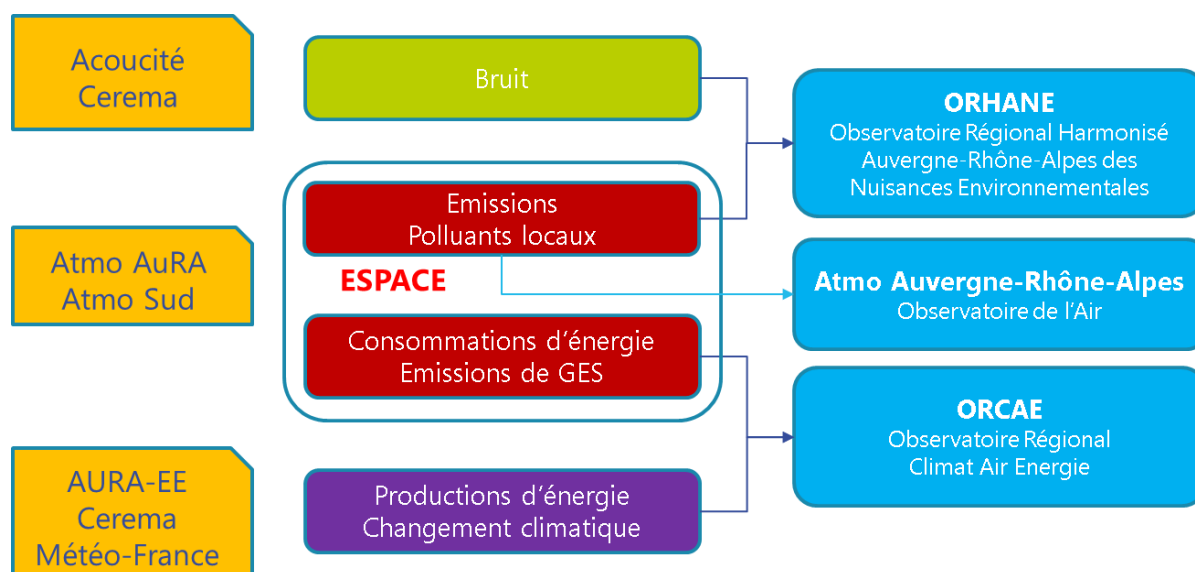 Acoucité
Cerema
Bruit
ORHANE
Observatoire Régional Harmonisé
Auvergne-Rhône-Alpes des
Nuisances Environnementales
Emissions
Polluants locaux
Atmo AuRA
Atmo Sud
ESPACE
Atmo Auvergne-Rhône-Alpes
Observatoire de l'Air
Consommations d'énergie
Emissions de GES
ORCAE
Observatoire Régional
Climat Air Energie
AURA-EE
Cerema
Météo-France
Productions d'énergie
Changement climatique